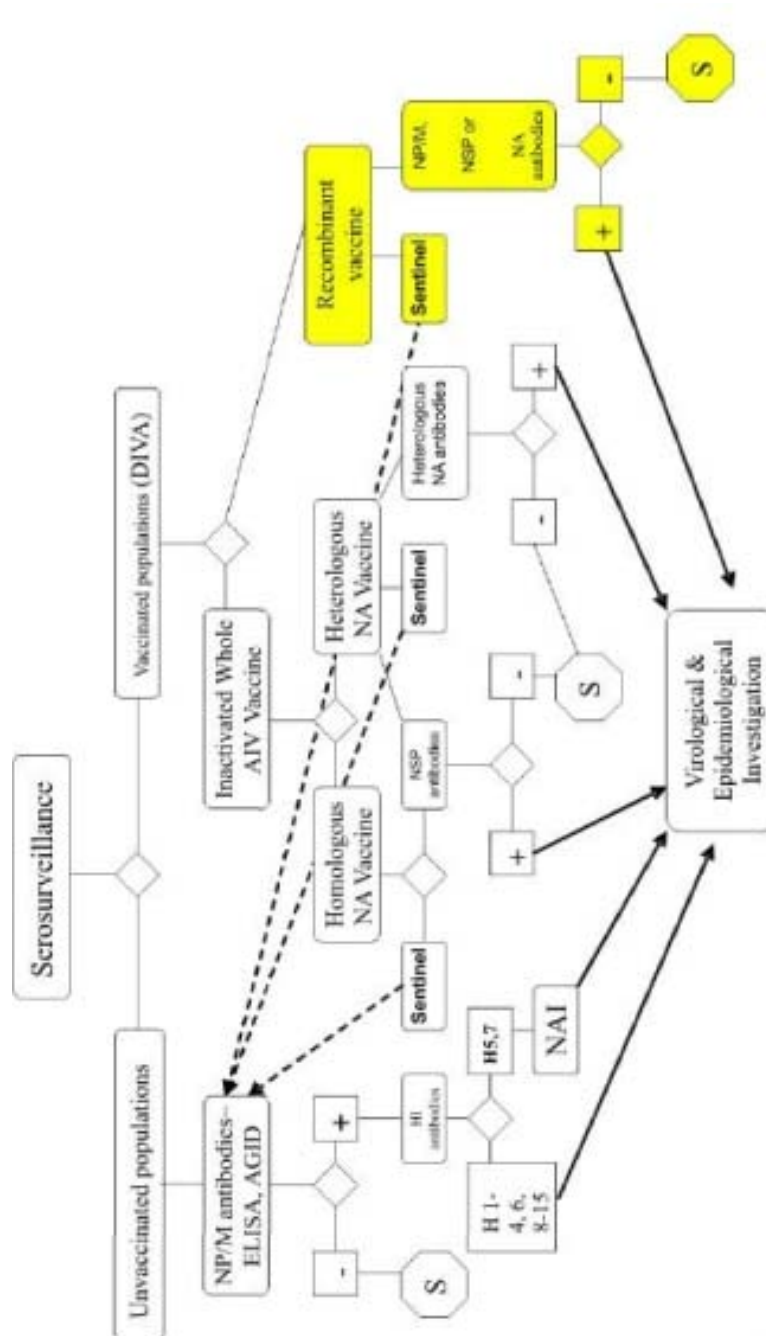 Serosurveillance
Unvaccinated populations
Vaccinated populations (DIVA)
NP/M antibodies–
ELISA, AGID
Inactivated Whole
AIV Vaccine
Recombinant
vaccine
Homologous
NA Vaccine
Heterologous
NA Vaccine
Sentinel
NP/M,
NSP or
NA
antibodies
-
+
Sentinel
NSP
antibodies
Sentinel
Heterologous
NA antibodies
S
HI
antibodies
+
-
-
+
+
-
H 1-
4, 6,
8-15
H5,7
S
S
NAI
Virological &
Epidemiological
Investigation